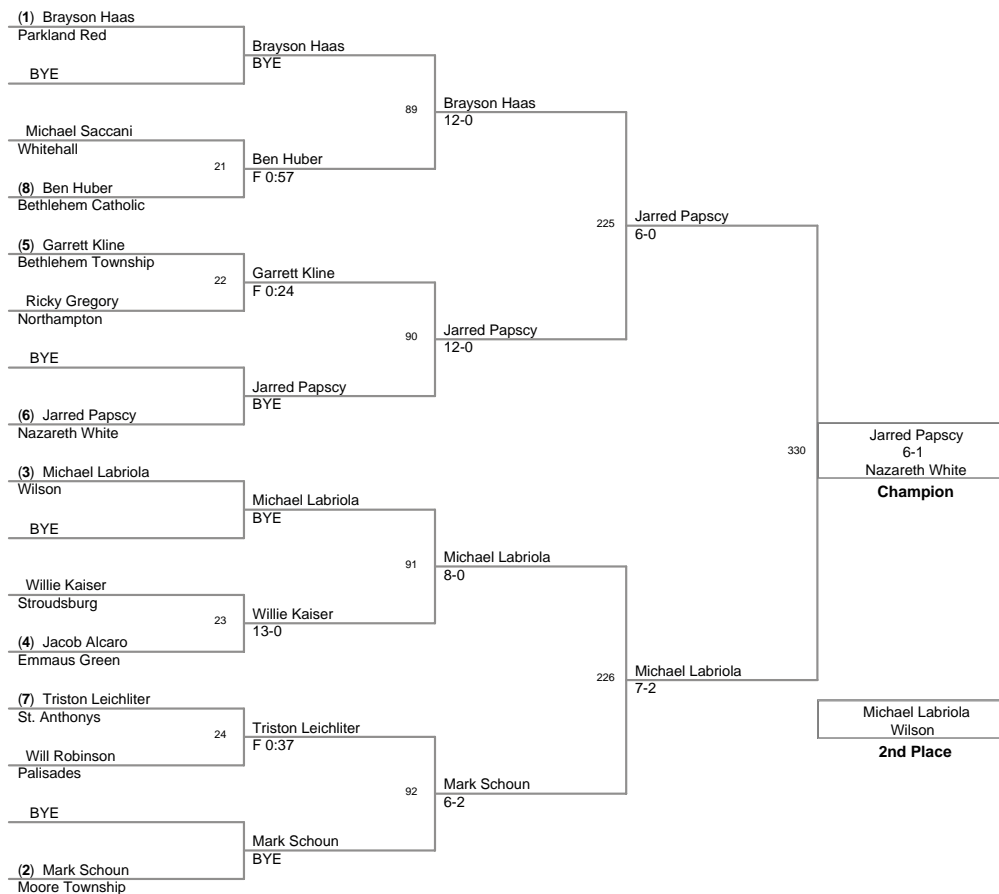 (1) Brayson Haas
Parkland Red
BYE
Michael Saccani
Whitehall
21
(8) Ben Huber
Bethlehem Catholic
(5) Garrett Kline
Bethlehem Township
22
Ricky Gregory
Northampton
BYE
(6) Jarred Papscy
Nazareth White
(3) Michael Labriola
Wilson
BYE
Willie Kaiser
Stroudsburg
23
(4) Jacob Alcaro
Emmaus Green
(7) Triston Leichliter
St. Anthonys
24
Will Robinson
Palisades
BYE
(2) Mark Schoun
Moore Township
Brayson Haas
BYE
89
Ben Huber
F 0:57
Garrett Kline
F 0:24
90
Jarred Papscy
BYE
Michael Labriola
BYE
91
Willie Kaiser
13-0
Triston Leichliter
F 0:37
92
Mark Schoun
BYE
Brayson Haas
12-0
225
Jarred Papscy
12-0
Michael Labriola
8-0
226
Mark Schoun
6-2
Jarred Papscy
6-0
330
Michael Labriola
7-2
Jarred Papscy
6-1
Nazareth White
Champion
Michael Labriola
Wilson
2nd Place